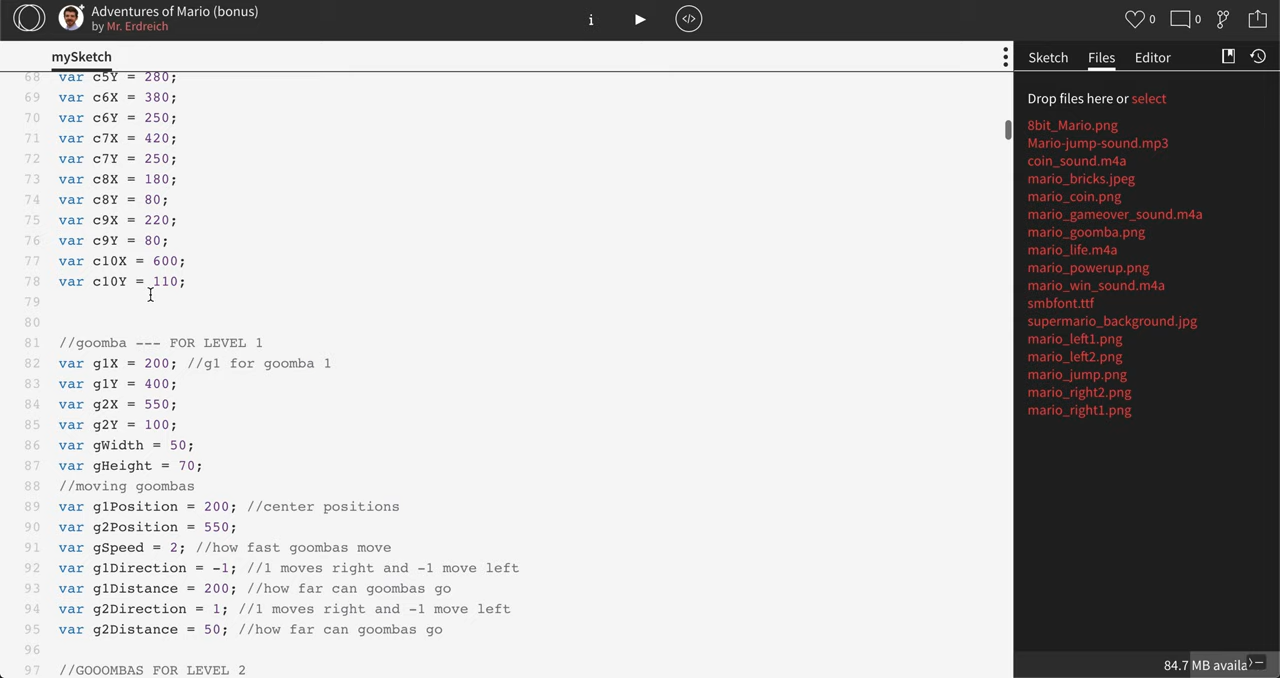 Adventures of Mario (bonus)
by Mr. Erdreich
i
</>
0
0
mySketch
Sketch Files Editor
68 var c5Y = 280;
69 var c6X = 380;
70 var c6Y = 250;
71 var c7X = 420;
72 var c7Y = 250;
73 var c8X = 180;
74 var c8Y = 80;
75 var c9X = 220;
76 var c9Y = 80;
77 var c10X = 600;
78 var c10Y = 110;
79
80
81 //goomba --- FOR LEVEL 1
82 var g1X = 200; //g1 for goomba 1
83 var g1Y = 400;
84 var g2X = 550;
85 var g2Y = 100;
86 var gWidth = 50;
87 var gHeight = 70;
88 //moving goombas
89 var g1Position = 200; //center positions
90 var g2Position = 550;
91 var gSpeed = 2; //how fast goombas move
92 var g1Direction = -1; //1 moves right and -1 move left
93 var g1Distance = 200; //how far can goombas go
94 var g2Direction = 1; //1 moves right and -1 move left
95 var g2Distance = 50; //how far can goombas go
96
97 //GOOOMBAS FOR LEVEL 2
Drop files here or select
8bit_Mario.png
Mario-jump-sound.mp3
coin_sound.m4a
mario_bricks.jpeg
mario_coin.png
mario_gameover_sound.m4a
mario_goomba.png
mario_life.m4a
mario_powerup.png
mario_win_sound.m4a
smbfont.ttf
supermario_background.jpg
mario_left1.png
mario_left2.png
mario_jump.png
mario_right2.png
mario_right1.png
84.7 MB availa